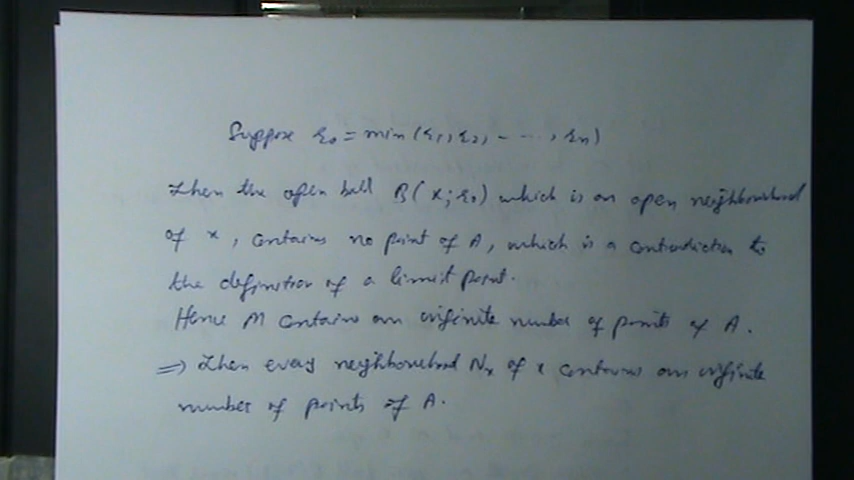 Suppose ε₀ = min (ε₁, ε₂, - - - -, εₙ)
Then the open ball B(x; ε₀) which is an open neighbourhood
of x, contains no point of A, which is a contradiction to
the definition of a limit point.
Hence M contains an infinite number of points of A.
⇒ Then every neighbourhood Nₓ of x contains an infinite
number of points of A.